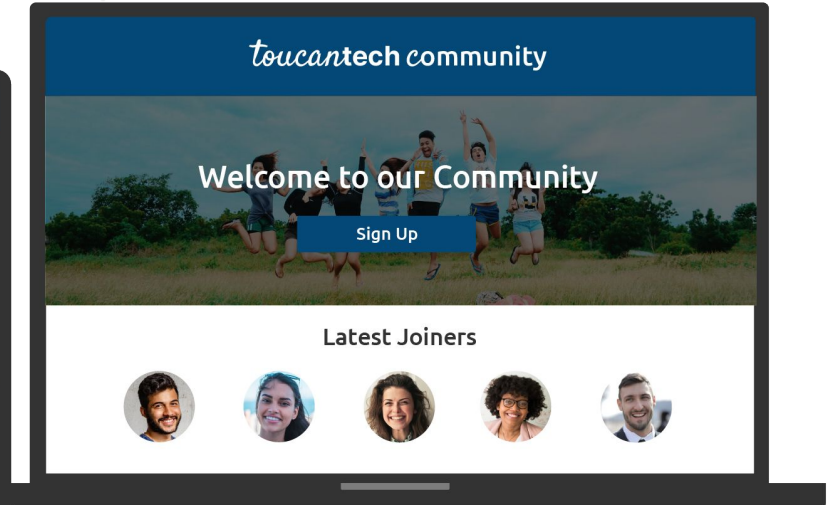 toucantech community
Welcome to our Community
Sign Up
Latest Joiners